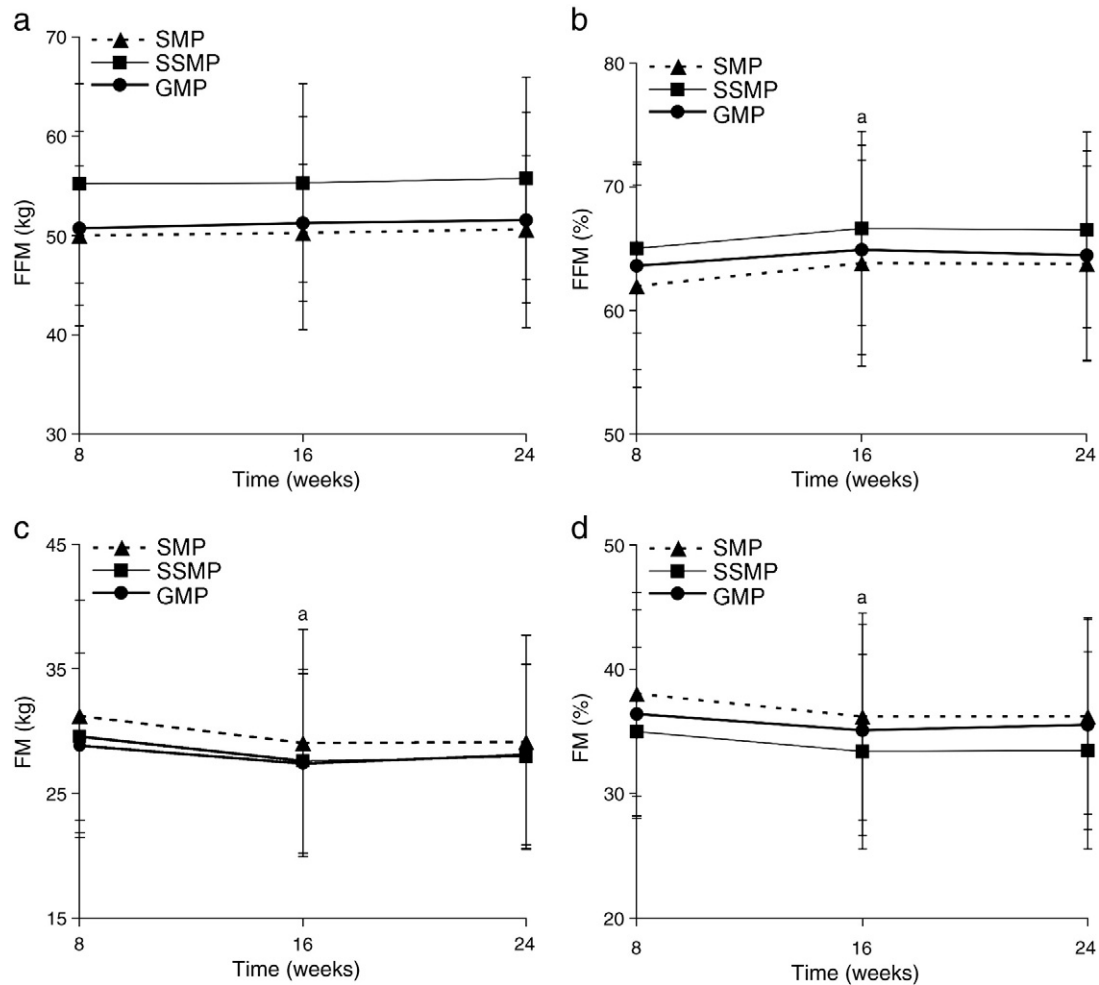 a
70
60
50
40
30
FFM (kg)
SMP
SSMP
GMP
8
16
24
Time (weeks)
b
80
70
60
50
FFM (%)
SMP
SSMP
GMP
a
8
16
24
Time (weeks)
c
45
35
25
15
FM (kg)
SMP
SSMP
GMP
a
8
16
24
Time (weeks)
d
50
40
30
20
FM (%)
SMP
SSMP
GMP
a
8
16
24
Time (weeks)